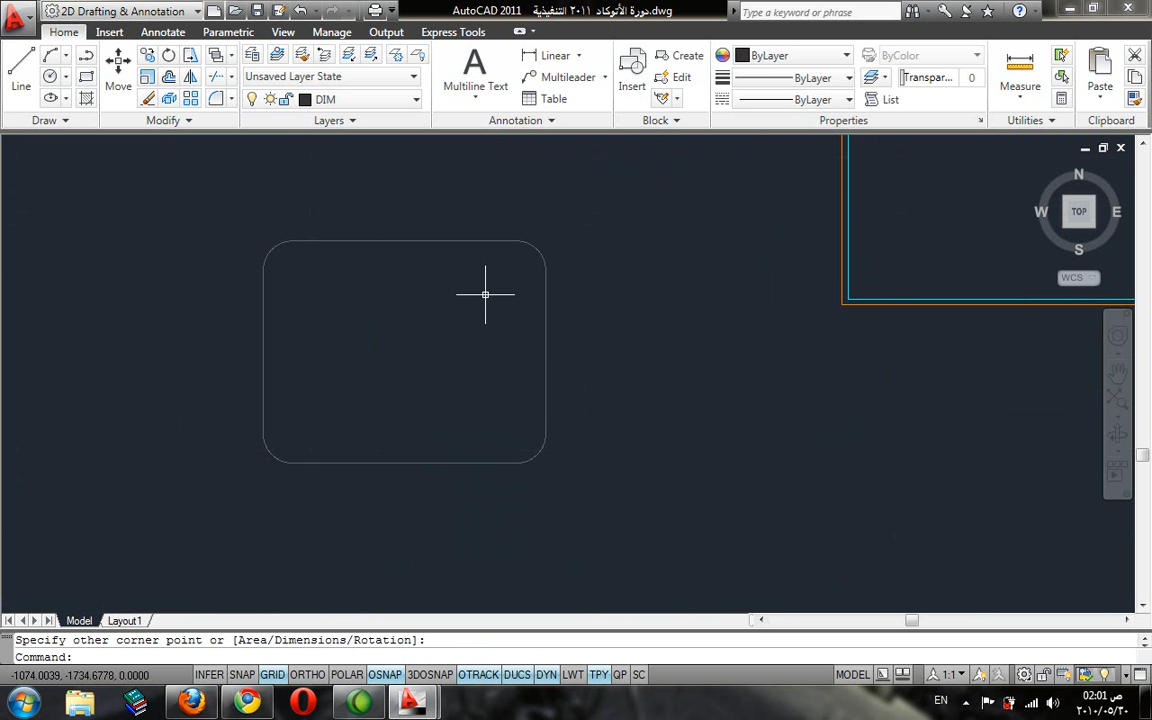 2D Drafting & Annotation
AutoCAD 2011 دورة الأتوكاد ٢٠١١ التنفيذية.dwg
Type a keyword or phrase
Home Insert Annotate Parametric View Manage Output Express Tools
Line
Move
Unsaved Layer State
DIM
Multiline Text
Linear
Multileader
Table
Insert
Create
Edit
ByLayer
ByLayer
ByLayer
ByColor
Transpar... 0
List
Measure
Paste
Draw Modify Layers Annotation Block Properties Utilities Clipboard
N
W TOP E
S
WCS
Model Layout1
Specify other corner point or [Area/Dimensions/Rotation]:
Command:
-1074.0039, -1734.6778, 0.0000 INFER SNAP GRID ORTHO POLAR OSNAP 3DOSNAP OTRACK DUCS DYN LWT TPY QP SC MODEL 1:1
EN
02:01 ص
٢٠١٠/٠٥/٢٠